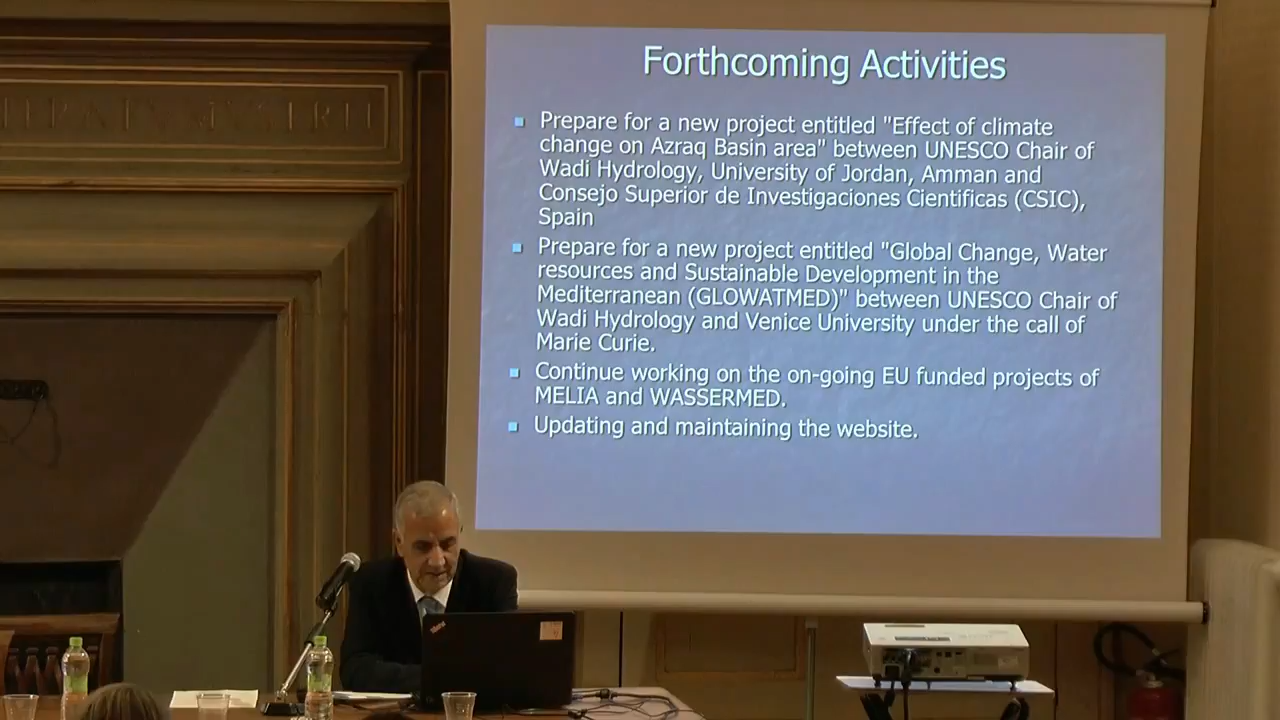 Forthcoming Activities
Prepare for a new project entitled "Effect of climate
change on Azraq Basin area" between UNESCO Chair of
Wadi Hydrology, University of Jordan, Amman and
Consejo Superior de Investigaciones Cientificas (CSIC),
Spain
Prepare for a new project entitled "Global Change, Water
resources and Sustainable Development in the
Mediterranean (GLOWATMED)" between UNESCO Chair of
Wadi Hydrology and Venice University under the call of
Marie Curie.
Continue working on the on-going EU funded projects of
MELIA and WASSERMED.
Updating and maintaining the website.